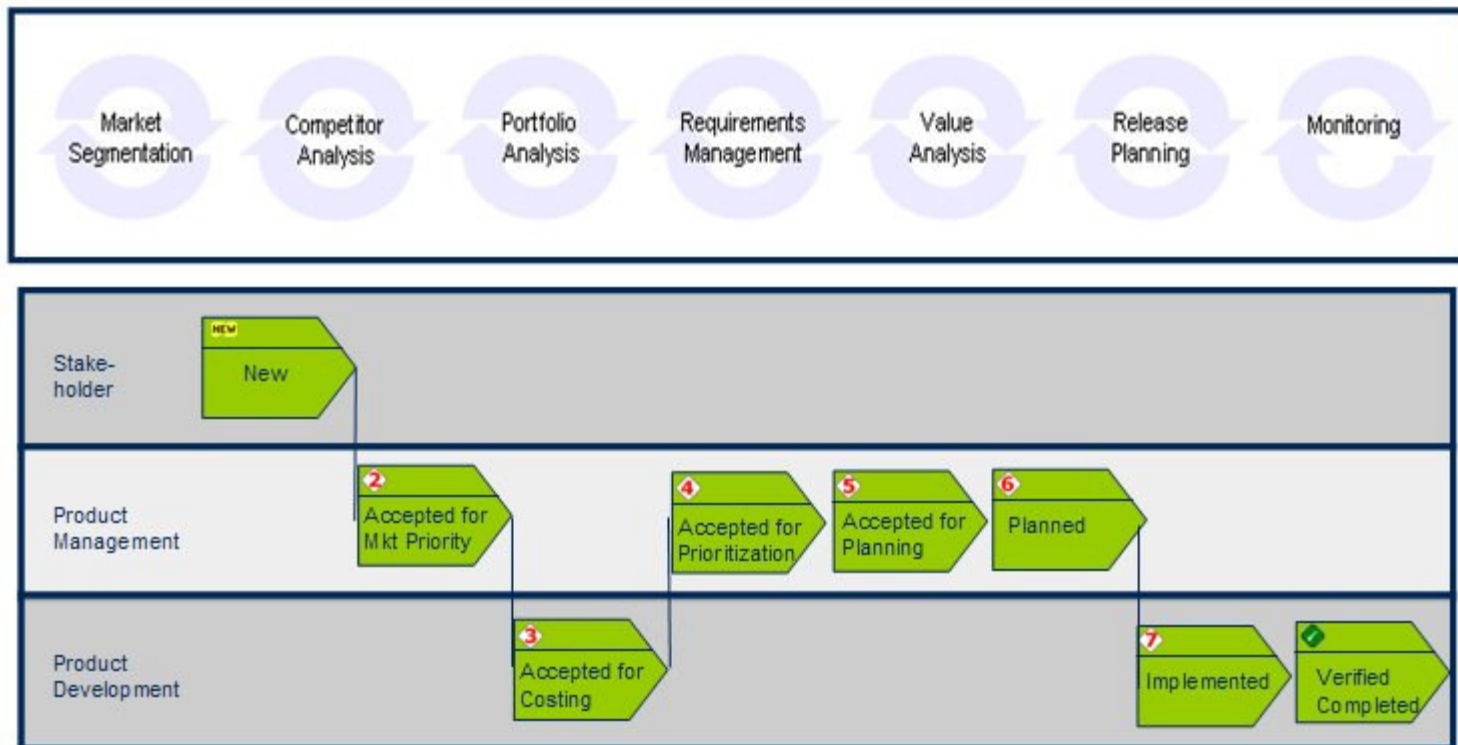 Market
Segmentation
Competitor
Analysis
Portfolio
Analysis
Requirements
Management
Value
Analysis
Release
Planning
Monitoring
Stake-
holder
NEW
New
Product
Management
2
Accepted for
Mkt Priority
4
Accepted for
Prioritization
5
Accepted for
Planning
6
Planned
Product
Development
3
Accepted for
Costing
7
Implemented
Verified
Completed